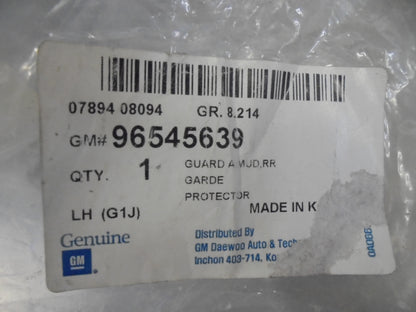 07894 08094 GR. 8.214
GM# 96545639
QTY. 1 GUARD A MUD,RR
GARDE
PROTECTOR
LH (G1J) MADE IN K
Genuine
GM
Distributed By
GM Daewoo Auto & Tech
Inchon 403-714, Ko